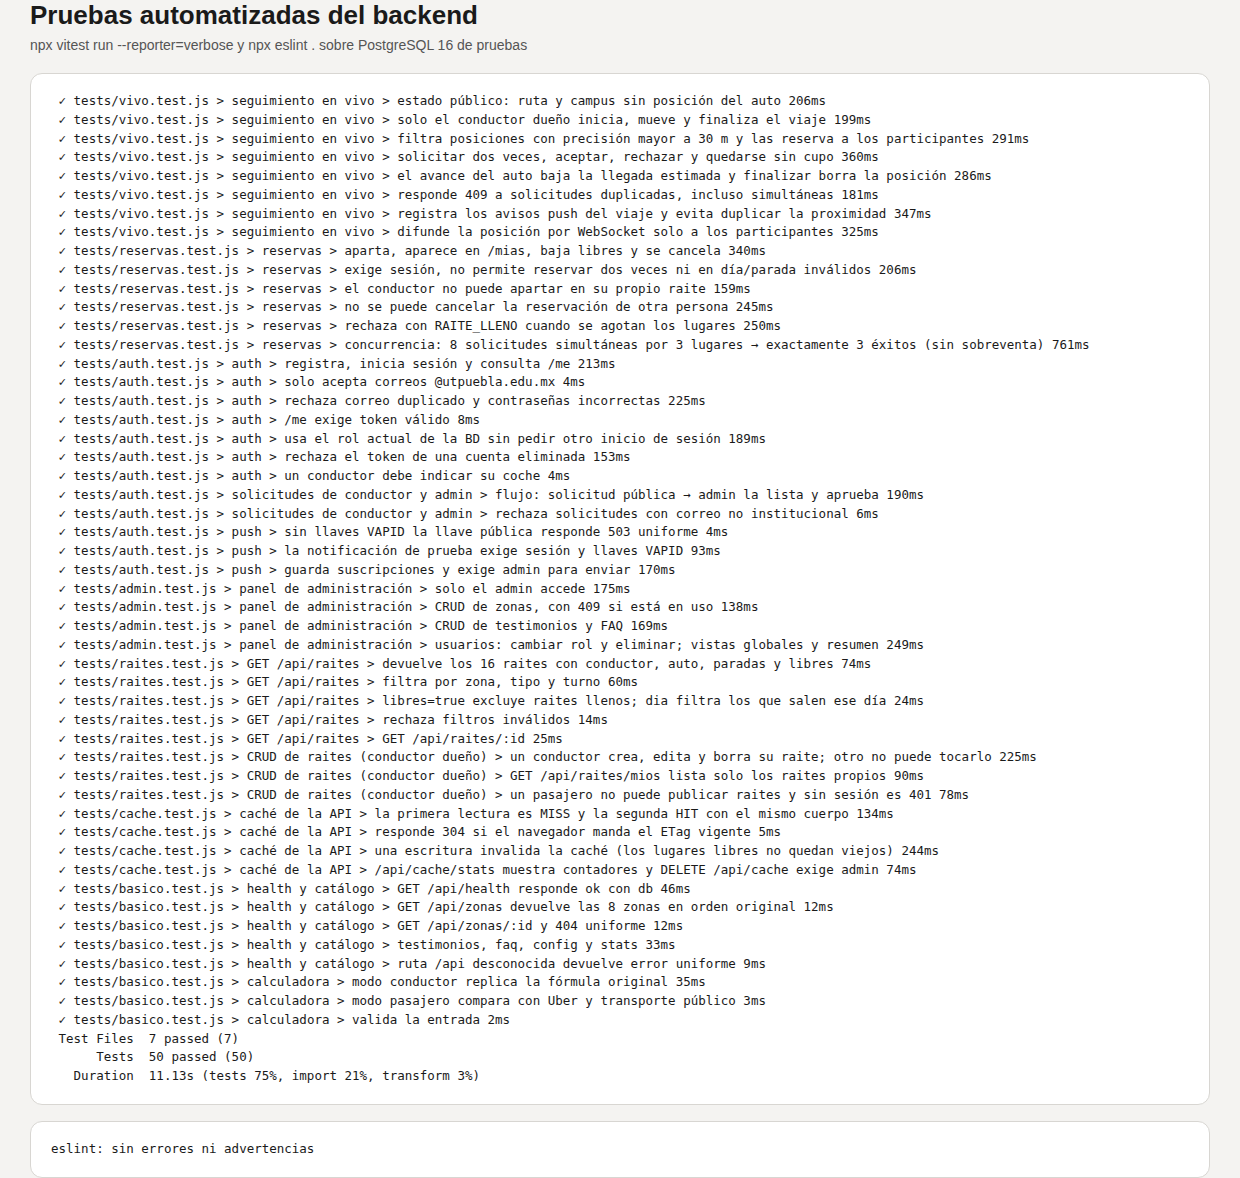 Pruebas automatizadas del backend
npx vitest run --reporter=verbose y npx eslint . sobre PostgreSQL 16 de pruebas
✓ tests/vivo.test.js > seguimiento en vivo > estado público: ruta y campus sin posición del auto 206ms
✓ tests/vivo.test.js > seguimiento en vivo > solo el conductor dueño inicia, mueve y finaliza el viaje 199ms
✓ tests/vivo.test.js > seguimiento en vivo > filtra posiciones con precisión mayor a 30 m y las reserva a los participantes 291ms
✓ tests/vivo.test.js > seguimiento en vivo > solicitar dos veces, aceptar, rechazar y quedarse sin cupo 360ms
✓ tests/vivo.test.js > seguimiento en vivo > el avance del auto baja la llegada estimada y finalizar borra la posición 286ms
✓ tests/vivo.test.js > seguimiento en vivo > responde 409 a solicitudes duplicadas, incluso simultáneas 181ms
✓ tests/vivo.test.js > seguimiento en vivo > registra los avisos push del viaje y evita duplicar la proximidad 347ms
✓ tests/vivo.test.js > seguimiento en vivo > difunde la posición por WebSocket solo a los participantes 325ms
✓ tests/reservas.test.js > reservas > aparta, aparece en /mias, baja libres y se cancela 340ms
✓ tests/reservas.test.js > reservas > exige sesión, no permite reservar dos veces ni en día/parada inválidos 206ms
✓ tests/reservas.test.js > reservas > el conductor no puede apartar en su propio raite 159ms
✓ tests/reservas.test.js > reservas > no se puede cancelar la reservación de otra persona 245ms
✓ tests/reservas.test.js > reservas > rechaza con RAITE_LLENO cuando se agotan los lugares 250ms
✓ tests/reservas.test.js > reservas > concurrencia: 8 solicitudes simultáneas por 3 lugares → exactamente 3 éxitos (sin sobreventa) 761ms
✓ tests/auth.test.js > auth > registra, inicia sesión y consulta /me 213ms
✓ tests/auth.test.js > auth > solo acepta correos @utpuebla.edu.mx 4ms
✓ tests/auth.test.js > auth > rechaza correo duplicado y contraseñas incorrectas 225ms
✓ tests/auth.test.js > auth > /me exige token válido 8ms
✓ tests/auth.test.js > auth > usa el rol actual de la BD sin pedir otro inicio de sesión 189ms
✓ tests/auth.test.js > auth > rechaza el token de una cuenta eliminada 153ms
✓ tests/auth.test.js > auth > un conductor debe indicar su coche 4ms
✓ tests/auth.test.js > solicitudes de conductor y admin > flujo: solicitud pública → admin la lista y aprueba 190ms
✓ tests/auth.test.js > solicitudes de conductor y admin > rechaza solicitudes con correo no institucional 6ms
✓ tests/auth.test.js > push > sin llaves VAPID la llave pública responde 503 uniforme 4ms
✓ tests/auth.test.js > push > la notificación de prueba exige sesión y llaves VAPID 93ms
✓ tests/auth.test.js > push > guarda suscripciones y exige admin para enviar 170ms
✓ tests/admin.test.js > panel de administración > solo el admin accede 175ms
✓ tests/admin.test.js > panel de administración > CRUD de zonas, con 409 si está en uso 138ms
✓ tests/admin.test.js > panel de administración > CRUD de testimonios y FAQ 169ms
✓ tests/admin.test.js > panel de administración > usuarios: cambiar rol y eliminar; vistas globales y resumen 249ms
✓ tests/raites.test.js > GET /api/raites > devuelve los 16 raites con conductor, auto, paradas y libres 74ms
✓ tests/raites.test.js > GET /api/raites > filtra por zona, tipo y turno 60ms
✓ tests/raites.test.js > GET /api/raites > libres=true excluye raites llenos; dia filtra los que salen ese día 24ms
✓ tests/raites.test.js > GET /api/raites > rechaza filtros inválidos 14ms
✓ tests/raites.test.js > GET /api/raites > GET /api/raites/:id 25ms
✓ tests/raites.test.js > CRUD de raites (conductor dueño) > un conductor crea, edita y borra su raite; otro no puede tocarlo 225ms
✓ tests/raites.test.js > CRUD de raites (conductor dueño) > GET /api/raites/mios lista solo los raites propios 90ms
✓ tests/raites.test.js > CRUD de raites (conductor dueño) > un pasajero no puede publicar raites y sin sesión es 401 78ms
✓ tests/cache.test.js > caché de la API > la primera lectura es MISS y la segunda HIT con el mismo cuerpo 134ms
✓ tests/cache.test.js > caché de la API > responde 304 si el navegador manda el ETag vigente 5ms
✓ tests/cache.test.js > caché de la API > una escritura invalida la caché (los lugares libres no quedan viejos) 244ms
✓ tests/cache.test.js > caché de la API > /api/cache/stats muestra contadores y DELETE /api/cache exige admin 74ms
✓ tests/basico.test.js > health y catálogo > GET /api/health responde ok con db 46ms
✓ tests/basico.test.js > health y catálogo > GET /api/zonas devuelve las 8 zonas en orden original 12ms
✓ tests/basico.test.js > health y catálogo > GET /api/zonas/:id y 404 uniforme 12ms
✓ tests/basico.test.js > health y catálogo > testimonios, faq, config y stats 33ms
✓ tests/basico.test.js > health y catálogo > ruta /api desconocida devuelve error uniforme 9ms
✓ tests/basico.test.js > calculadora > modo conductor replica la fórmula original 35ms
✓ tests/basico.test.js > calculadora > modo pasajero compara con Uber y transporte público 3ms
✓ tests/basico.test.js > calculadora > valida la entrada 2ms
Test Files 7 passed (7)
Tests 50 passed (50)
Duration 11.13s (tests 75%, import 21%, transform 3%)
eslint: sin errores ni advertencias